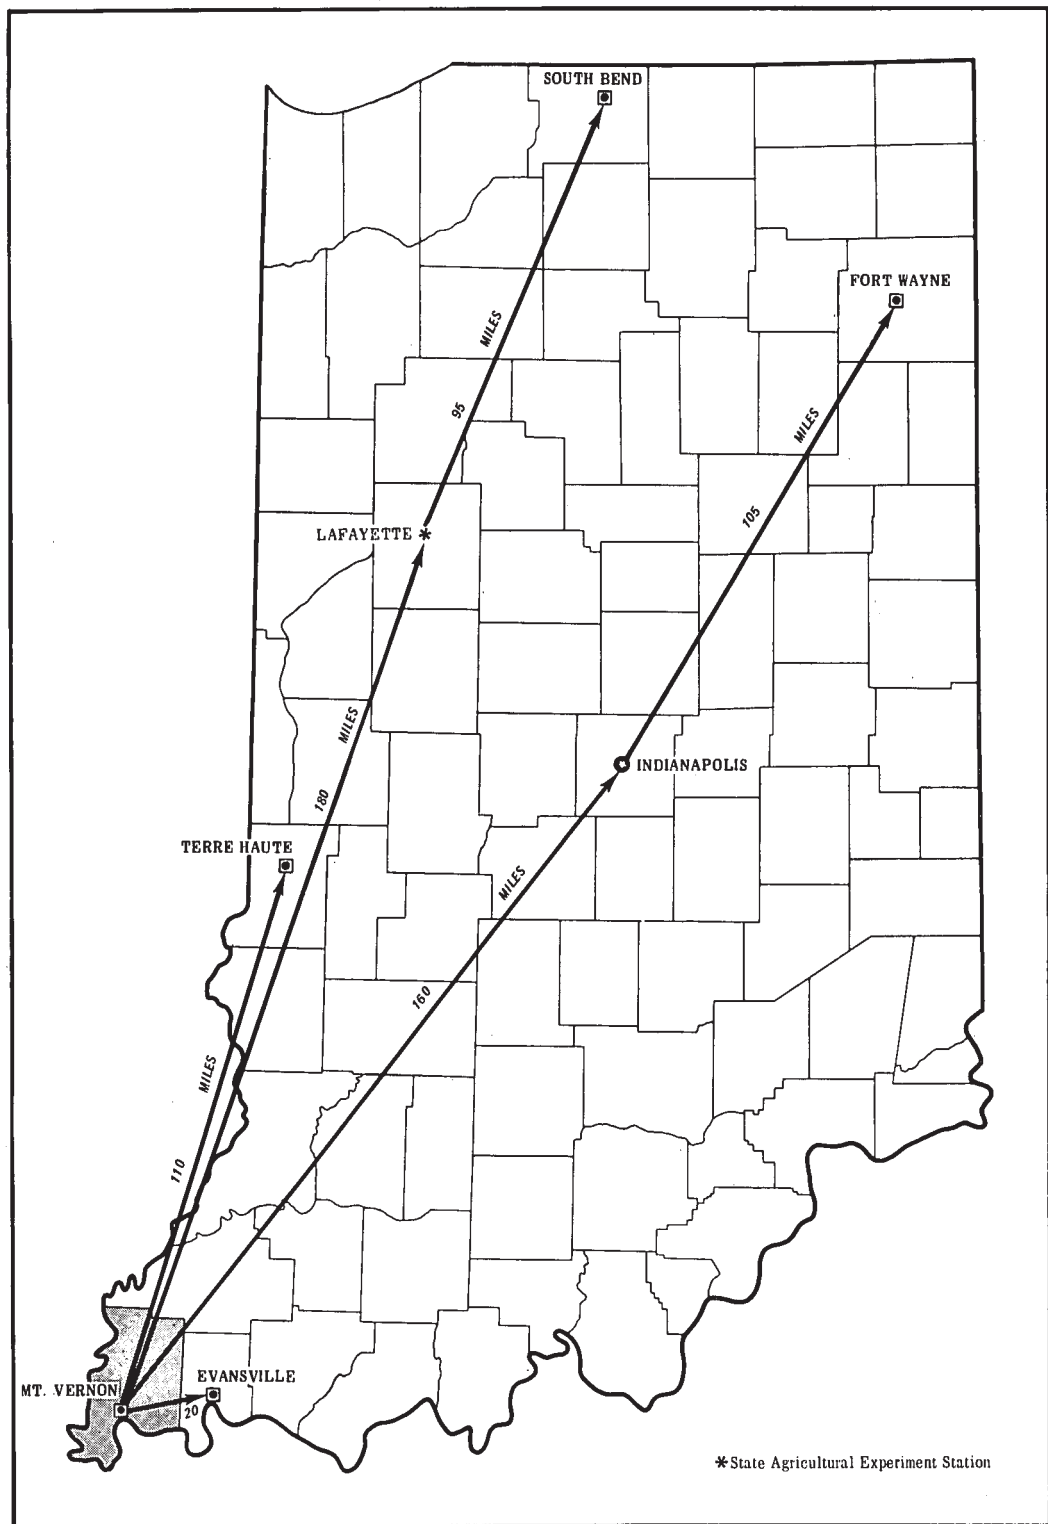 SOUTH BEND
FORT WAYNE
MILES
95
MILES
105
LAFAYETTE *
MILES
180
INDIANAPOLIS
TERRE HAUTE
MILES
160
MILES
110
EVANSVILLE
MT. VERNON
20
*State Agricultural Experiment Station